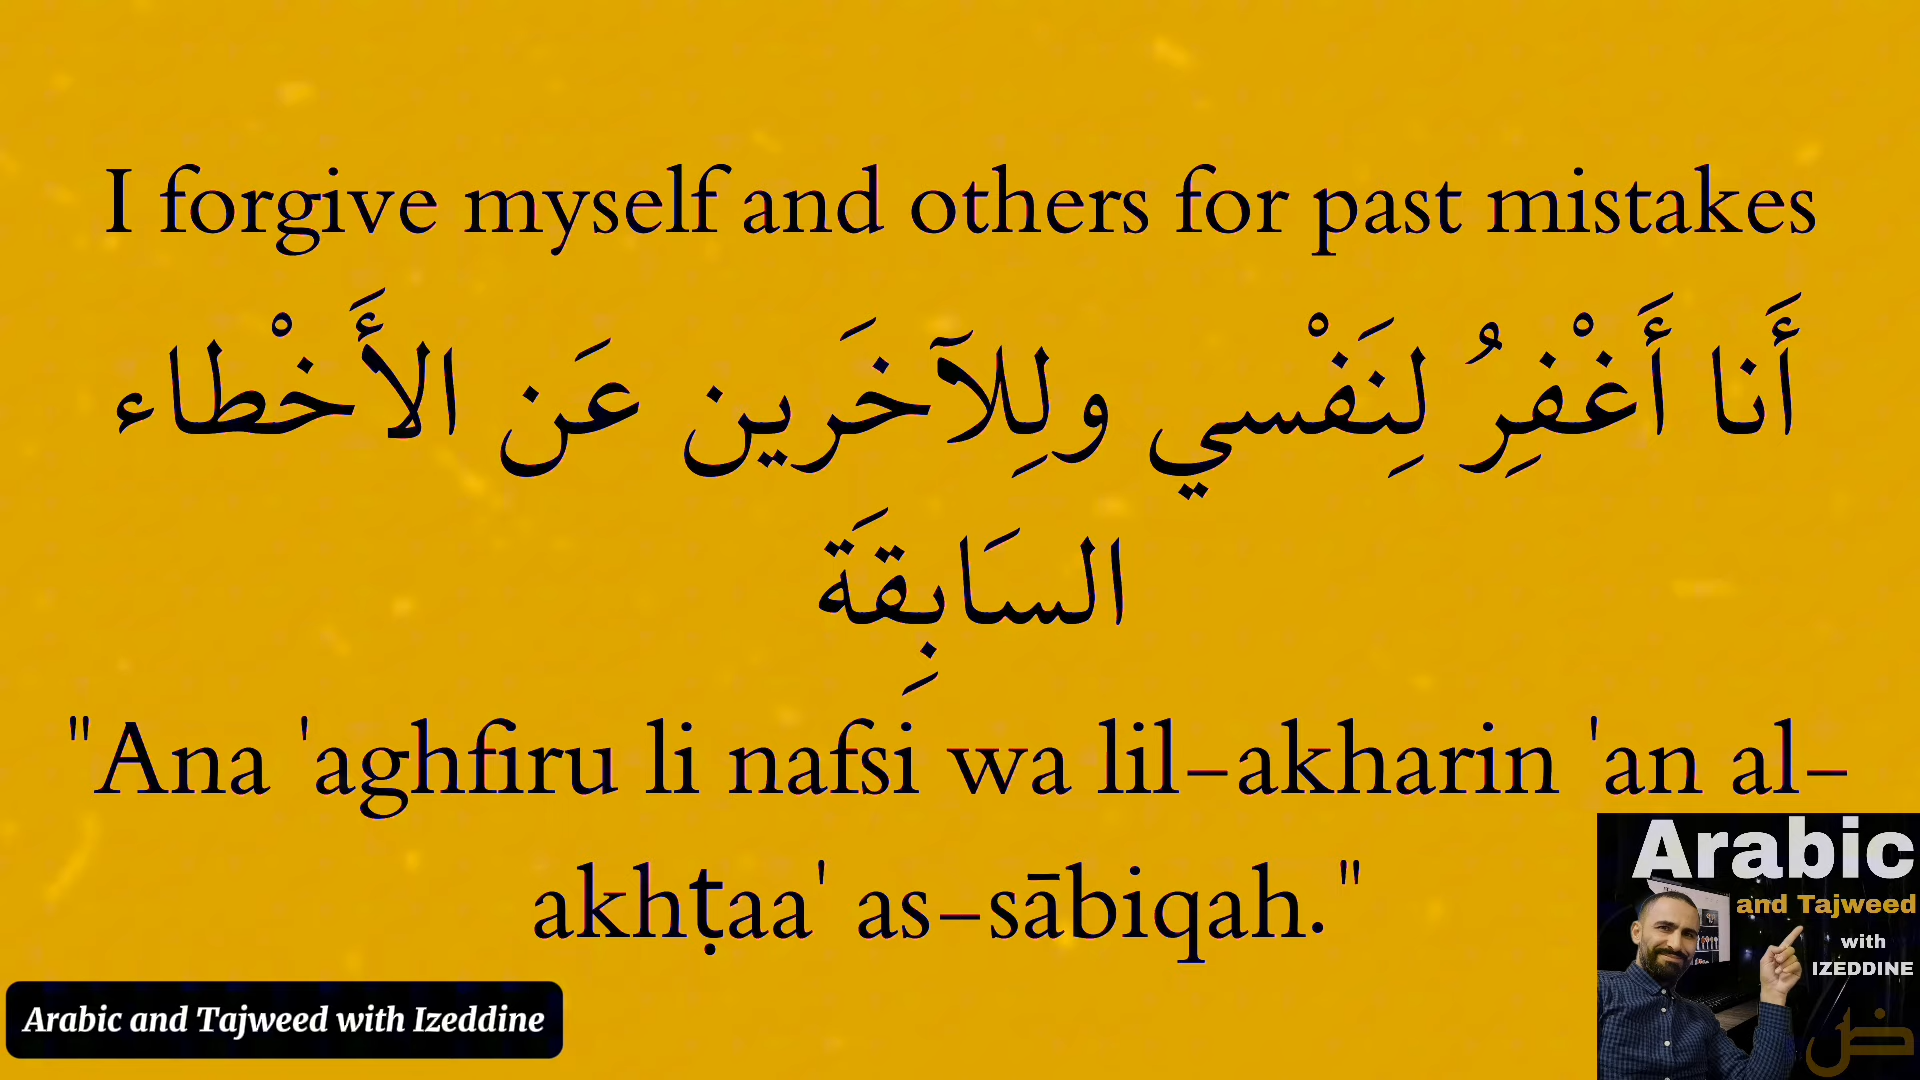 I forgive myself and others for past mistakes
أَنا أَغْفِرُ لِنَفْسي ولِلآخَرين عَن الأَخْطاء
السَابِقَة
"Ana 'aghfiru li nafsi wa lil-akharin 'an al-
akhṭaa' as-sābiqah."
Arabic
and Tajweed
with
IZEDDINE
ض
Arabic and Tajweed with Izeddine